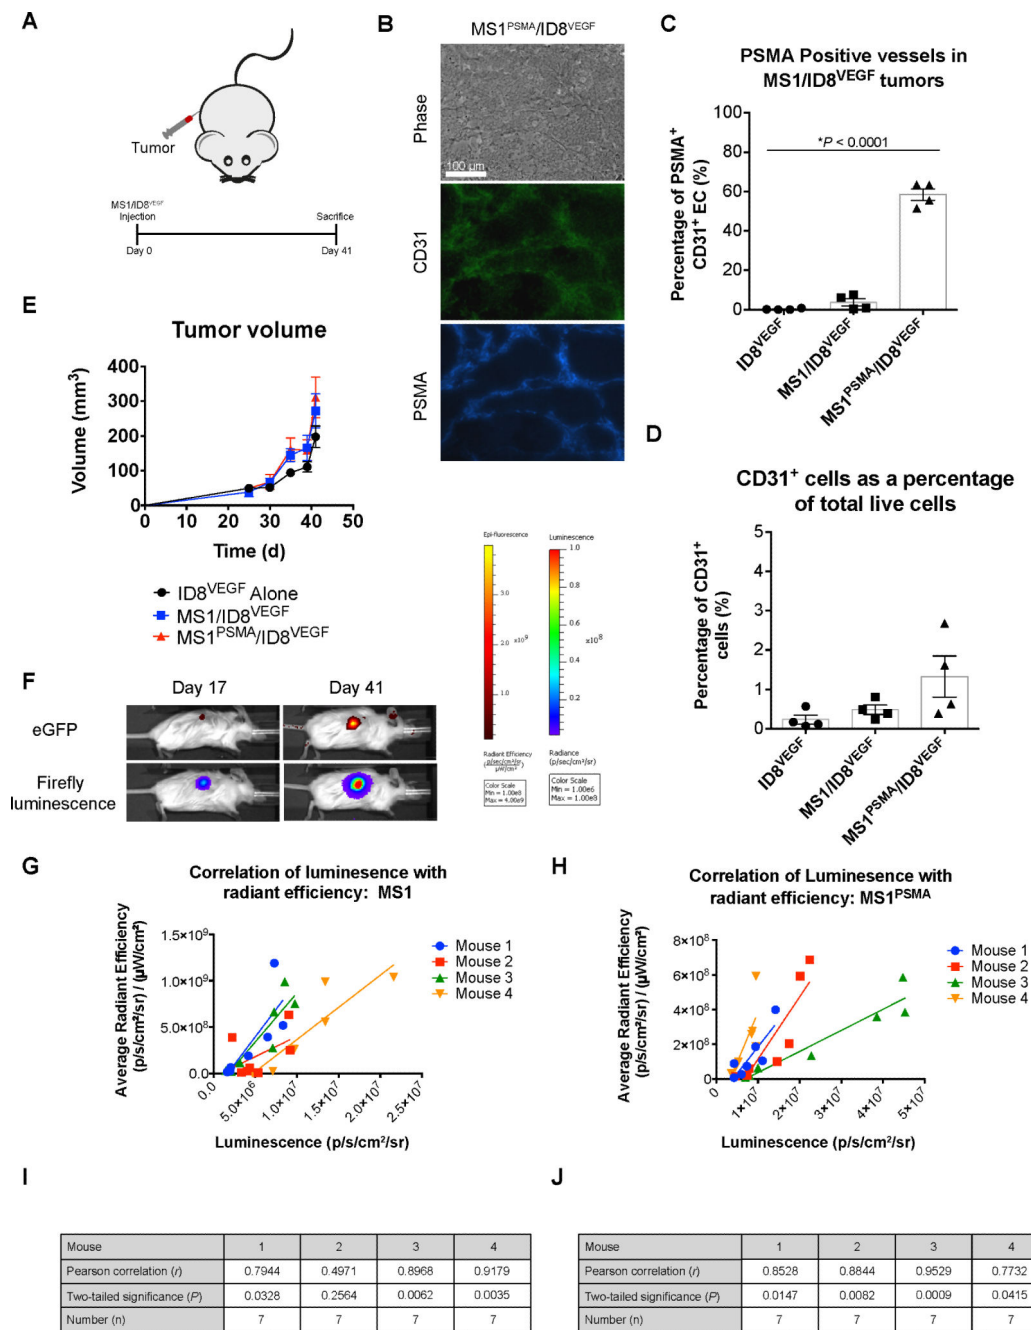 A
Tumor
MS1/ID8VEGF
Injection
Sacrifice
Day 0
Day 41
B
MS1PSMA/ID8VEGF
Phase
100 µm
CD31
PSMA
C
PSMA Positive vessels in
MS1/ID8VEGF tumors
*P < 0.0001
Percentage of PSMA+
CD31+ EC (%)
100
80
60
40
20
0
ID8VEGF
MS1/ID8VEGF
MS1PSMA/ID8VEGF
D
CD31+ cells as a percentage
of total live cells
Percentage of CD31+
cells (%)
5
4
3
2
1
0
ID8VEGF
MS1/ID8VEGF
MS1PSMA/ID8VEGF
E
Tumor volume
Volume (mm3)
400
300
200
100
0
0 10 20 30 40 50
Time (d)
ID8VEGF Alone
MS1/ID8VEGF
MS1PSMA/ID8VEGF
F
Day 17
Day 41
eGFP
Firefly
luminescence
Epi-fluorescence
3.0
2.0
x10⁹
1.0
Radiant Efficiency
Color Scale
Min = 1.00e8
Max = 4.00e9
Luminescence
1.0
0.8
0.6
x10⁸
0.4
0.2
Radiance
(p/sec/cm²/sr)
Color Scale
Min = 1.00e6
Max = 1.00e8
G
Correlation of luminesence with
radiant efficiency: MS1
Average Radiant Efficiency
(p/s/cm²/sr) / (µW/cm²)
1.5×10⁹
1.0×10⁹
5.0×10⁸
0.0
0.0
5.0×10⁶
1.0×10⁷
1.5×10⁷
2.0×10⁷
2.5×10⁷
Luminescence (p/s/cm²/sr)
Mouse 1
Mouse 2
Mouse 3
Mouse 4
H
Correlation of Luminesence with
radiant efficiency: MS1PSMA
Average Radiant Efficiency
(p/s/cm²/sr) / (µW/cm²)
8×10⁸
6×10⁸
4×10⁸
2×10⁸
0
0
1×10⁷
2×10⁷
3×10⁷
4×10⁷
5×10⁷
Luminescence (p/s/cm²/sr)
Mouse 1
Mouse 2
Mouse 3
Mouse 4
I
Mouse 1 2 3 4
Pearson correlation (r) 0.7944 0.4971 0.8968 0.9179
Two-tailed significance (P) 0.0328 0.2564 0.0062 0.0035
Number (n) 7 7 7 7
J
Mouse 1 2 3 4
Pearson correlation (r) 0.8528 0.8844 0.9529 0.7732
Two-tailed significance (P) 0.0147 0.0082 0.0009 0.0415
Number (n) 7 7 7 7